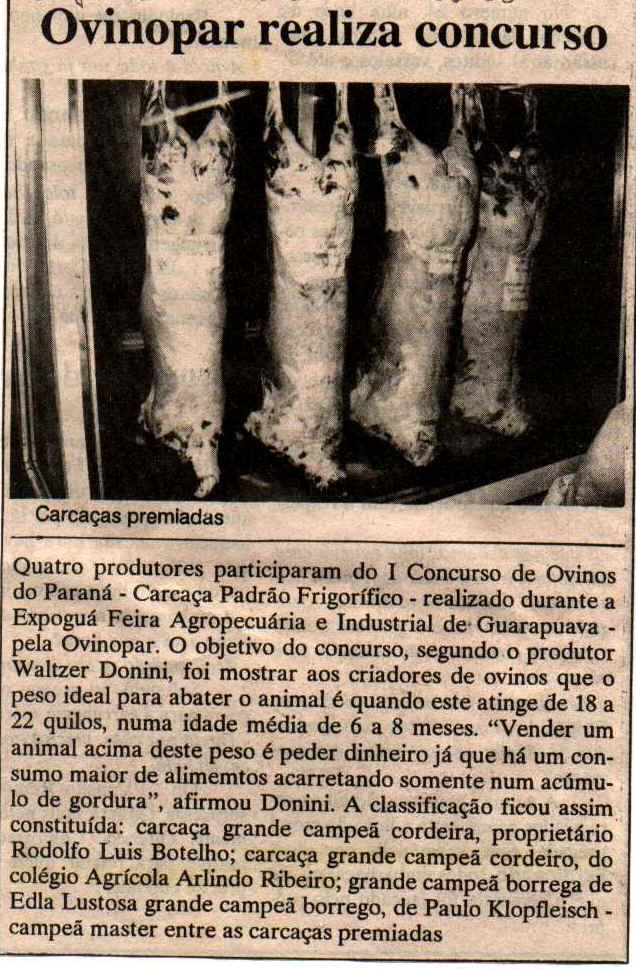 Ovinopar realiza concurso
Carcaças premiadas
Quatro produtores participaram do I Concurso de Ovinos
do Paraná - Carcaça Padrão Frigorífico - realizado durante a
Expoguá Feira Agropecuária e Industrial de Guarapuava -
pela Ovinopar. O objetivo do concurso, segundo o produtor
Waltzer Donini, foi mostrar aos criadores de ovinos que o
peso ideal para abater o animal é quando este atinge de 18 a
22 quilos, numa idade média de 6 a 8 meses. “Vender um
animal acima deste peso é peder dinheiro já que há um con-
sumo maior de alimemtos acarretando somente num acúmu-
lo de gordura”, afirmou Donini. A classificação ficou assim
constituída: carcaça grande campeã cordeira, proprietário
Rodolfo Luis Botelho; carcaça grande campeã cordeiro, do
colégio Agrícola Arlindo Ribeiro; grande campeã borrega de
Edla Lustosa grande campeã borrego, de Paulo Klopfleisch -
campeã master entre as carcaças premiadas